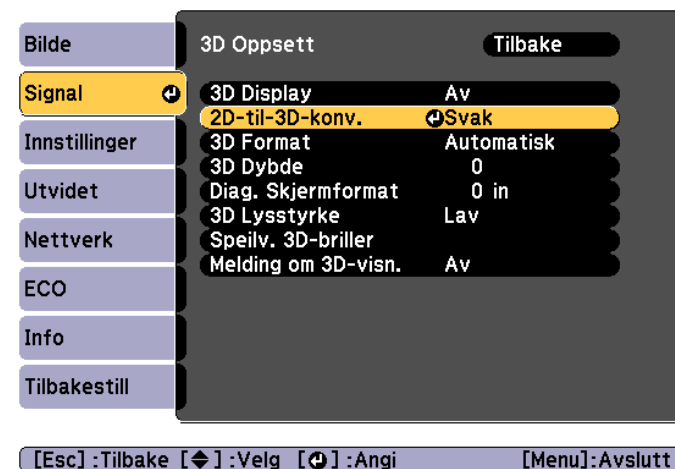 Bilde
Signal
Innstillinger
Utvidet
Nettverk
ECO
Info
Tilbakestill
3D Oppsett Tilbake
3D Display Av
2D-til-3D-konv. Svak
3D Format Automatisk
3D Dybde 0
Diag. Skjermformat 0 in
3D Lysstyrke Lav
Speilv. 3D-briller
Melding om 3D-visn. Av
[Esc] :Tilbake [◆] :Velg [⏎] :Angi [Menu]:Avslutt